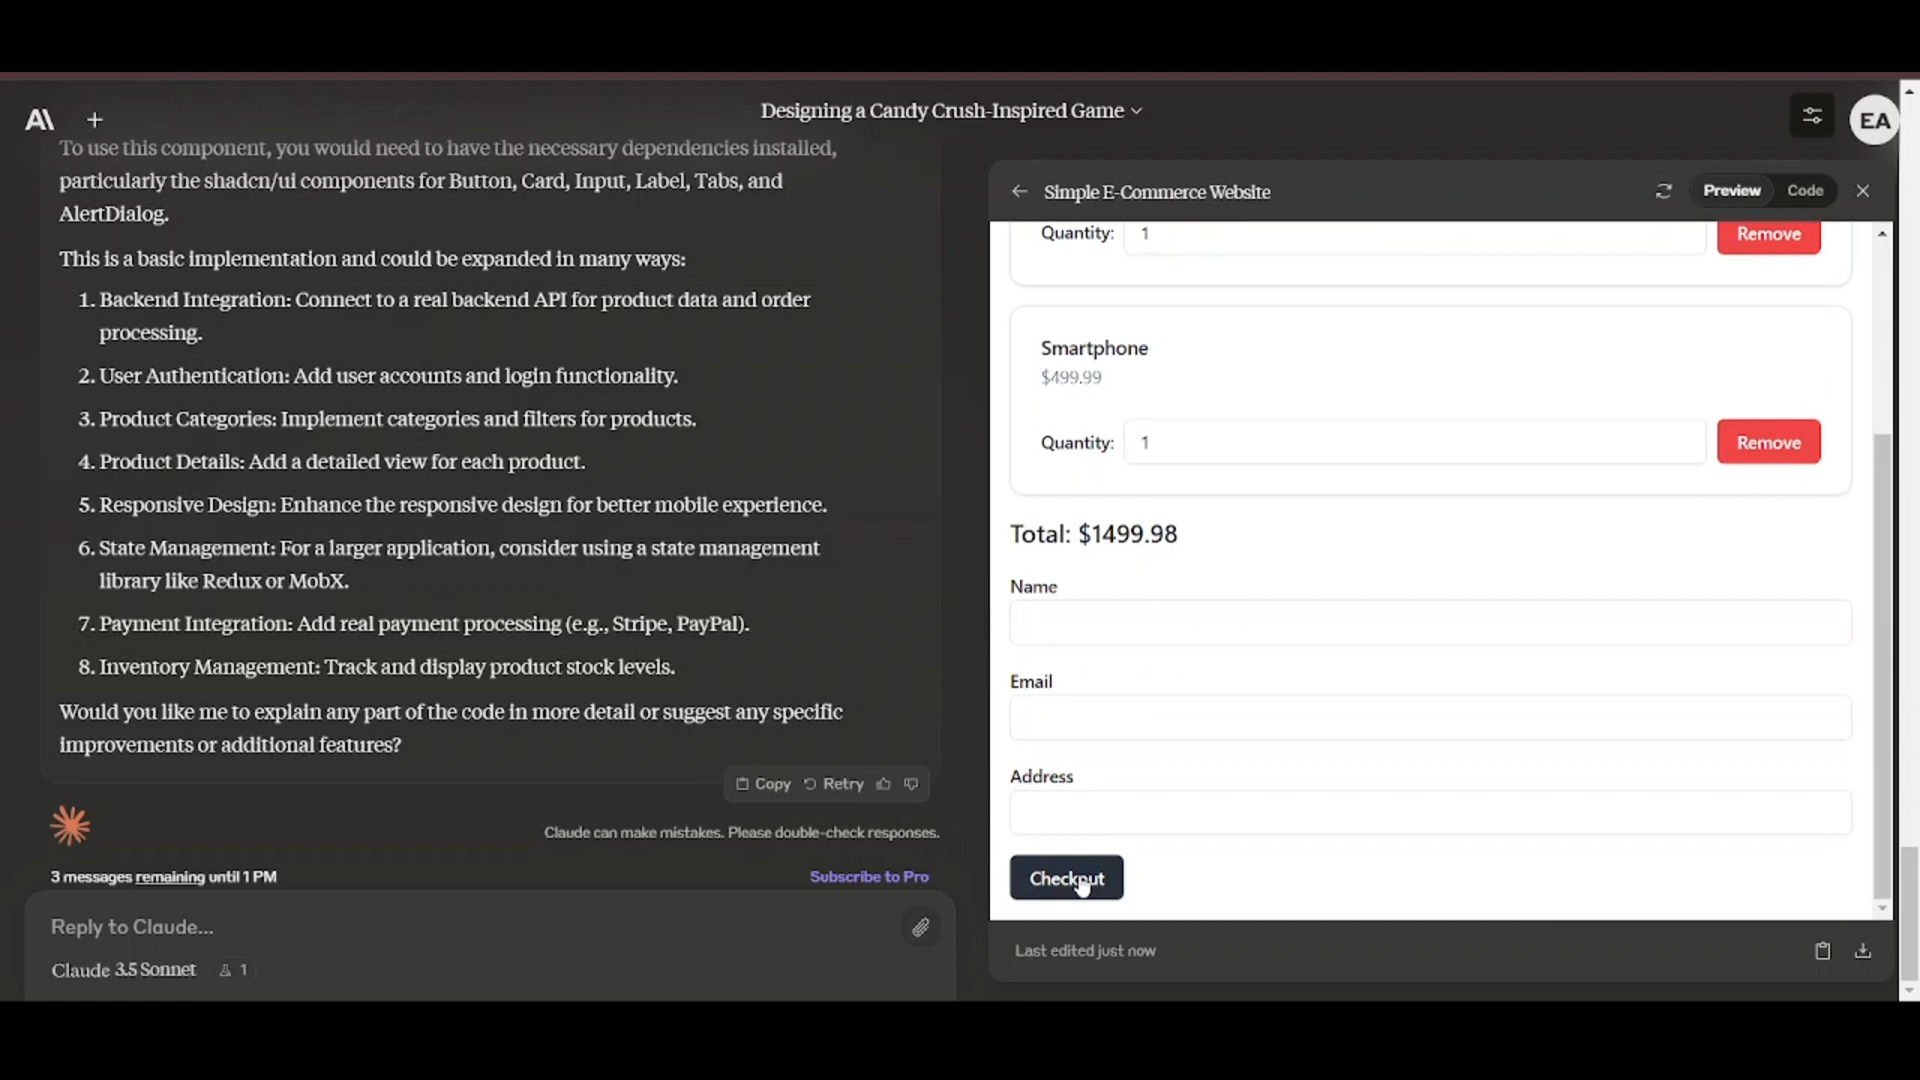 A\
Designing a Candy Crush-Inspired Game
EA
To use this component, you would need to have the necessary dependencies installed,
particularly the shadcn/ui components for Button, Card, Input, Label, Tabs, and
AlertDialog.
This is a basic implementation and could be expanded in many ways:
1. Backend Integration: Connect to a real backend API for product data and order
processing.
2. User Authentication: Add user accounts and login functionality.
3. Product Categories: Implement categories and filters for products.
4. Product Details: Add a detailed view for each product.
5. Responsive Design: Enhance the responsive design for better mobile experience.
6. State Management: For a larger application, consider using a state management
library like Redux or MobX.
7. Payment Integration: Add real payment processing (e.g., Stripe, PayPal).
8. Inventory Management: Track and display product stock levels.
Would you like me to explain any part of the code in more detail or suggest any specific
improvements or additional features?
Copy Retry
Claude can make mistakes. Please double-check responses.
3 messages remaining until 1 PM
Subscribe to Pro
Reply to Claude...
Claude 3.5 Sonnet 1
Simple E-Commerce Website
Preview Code
Quantity: 1 Remove
Smartphone
$499.99
Quantity: 1 Remove
Total: $1499.98
Name
Email
Address
Checkout
Last edited just now